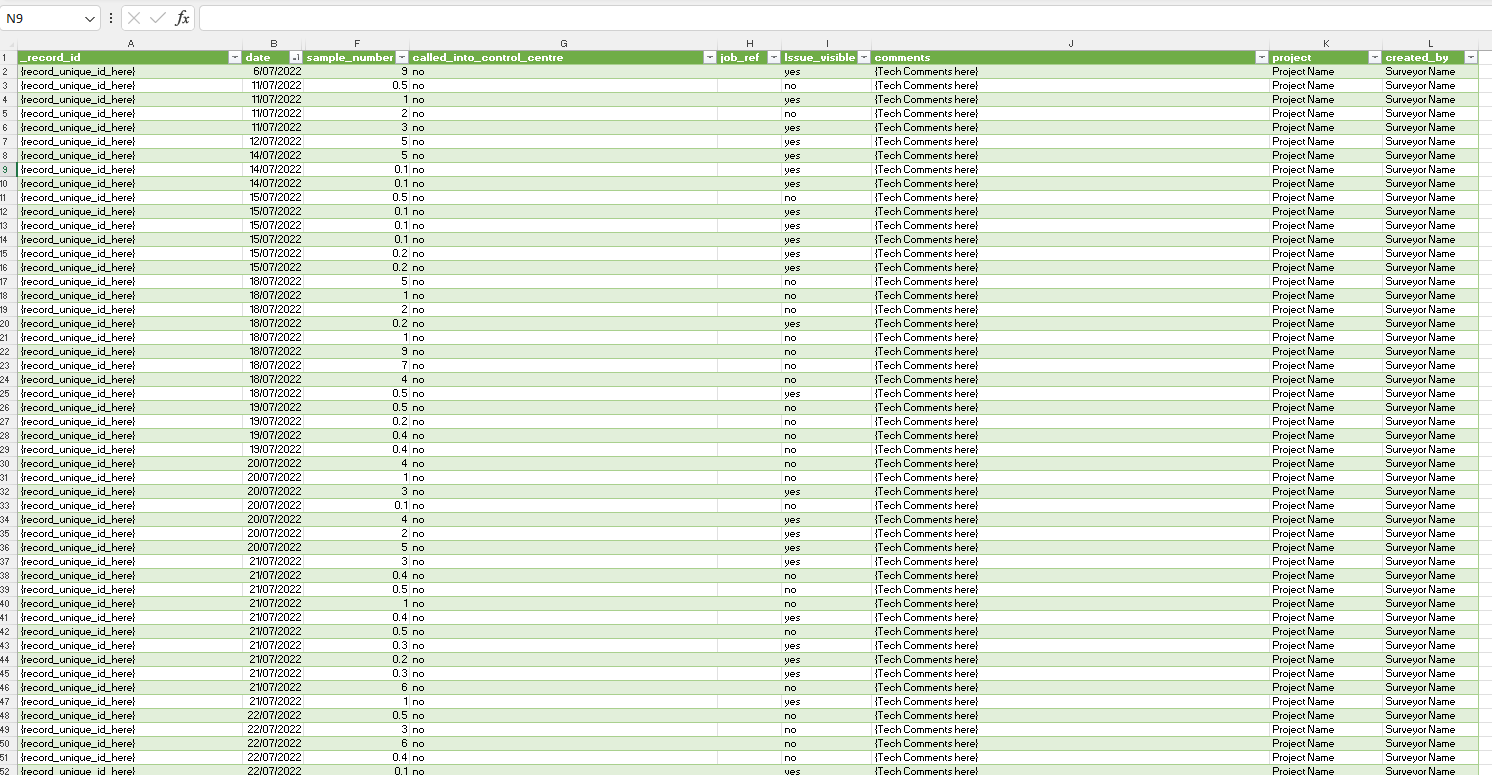 N9 fx
A B F G H I J K L
1 _record_id date sample_number called_into_control_centre job_ref Issue_visible comments project created_by
2 {record_unique_id_here} 6/07/2022 9 no yes {Tech Comments here} Project Name Surveyor Name
3 {record_unique_id_here} 11/07/2022 0.5 no no {Tech Comments here} Project Name Surveyor Name
4 {record_unique_id_here} 11/07/2022 1 no yes {Tech Comments here} Project Name Surveyor Name
5 {record_unique_id_here} 11/07/2022 2 no no {Tech Comments here} Project Name Surveyor Name
6 {record_unique_id_here} 11/07/2022 3 no yes {Tech Comments here} Project Name Surveyor Name
7 {record_unique_id_here} 12/07/2022 5 no yes {Tech Comments here} Project Name Surveyor Name
8 {record_unique_id_here} 14/07/2022 5 no yes {Tech Comments here} Project Name Surveyor Name
9 {record_unique_id_here} 14/07/2022 0.1 no yes {Tech Comments here} Project Name Surveyor Name
10 {record_unique_id_here} 14/07/2022 0.1 no yes {Tech Comments here} Project Name Surveyor Name
11 {record_unique_id_here} 15/07/2022 0.5 no no {Tech Comments here} Project Name Surveyor Name
12 {record_unique_id_here} 15/07/2022 0.1 no yes {Tech Comments here} Project Name Surveyor Name
13 {record_unique_id_here} 15/07/2022 0.1 no yes {Tech Comments here} Project Name Surveyor Name
14 {record_unique_id_here} 15/07/2022 0.1 no yes {Tech Comments here} Project Name Surveyor Name
15 {record_unique_id_here} 15/07/2022 0.2 no yes {Tech Comments here} Project Name Surveyor Name
16 {record_unique_id_here} 15/07/2022 0.2 no yes {Tech Comments here} Project Name Surveyor Name
17 {record_unique_id_here} 18/07/2022 5 no no {Tech Comments here} Project Name Surveyor Name
18 {record_unique_id_here} 18/07/2022 1 no no {Tech Comments here} Project Name Surveyor Name
19 {record_unique_id_here} 18/07/2022 2 no no {Tech Comments here} Project Name Surveyor Name
20 {record_unique_id_here} 18/07/2022 0.2 no yes {Tech Comments here} Project Name Surveyor Name
21 {record_unique_id_here} 18/07/2022 1 no no {Tech Comments here} Project Name Surveyor Name
22 {record_unique_id_here} 18/07/2022 9 no no {Tech Comments here} Project Name Surveyor Name
23 {record_unique_id_here} 18/07/2022 7 no no {Tech Comments here} Project Name Surveyor Name
24 {record_unique_id_here} 18/07/2022 4 no no {Tech Comments here} Project Name Surveyor Name
25 {record_unique_id_here} 18/07/2022 0.5 no yes {Tech Comments here} Project Name Surveyor Name
26 {record_unique_id_here} 19/07/2022 0.5 no no {Tech Comments here} Project Name Surveyor Name
27 {record_unique_id_here} 19/07/2022 0.2 no no {Tech Comments here} Project Name Surveyor Name
28 {record_unique_id_here} 19/07/2022 0.4 no no {Tech Comments here} Project Name Surveyor Name
29 {record_unique_id_here} 19/07/2022 0.4 no no {Tech Comments here} Project Name Surveyor Name
30 {record_unique_id_here} 20/07/2022 4 no no {Tech Comments here} Project Name Surveyor Name
31 {record_unique_id_here} 20/07/2022 1 no no {Tech Comments here} Project Name Surveyor Name
32 {record_unique_id_here} 20/07/2022 3 no yes {Tech Comments here} Project Name Surveyor Name
33 {record_unique_id_here} 20/07/2022 0.1 no no {Tech Comments here} Project Name Surveyor Name
34 {record_unique_id_here} 20/07/2022 4 no yes {Tech Comments here} Project Name Surveyor Name
35 {record_unique_id_here} 20/07/2022 2 no yes {Tech Comments here} Project Name Surveyor Name
36 {record_unique_id_here} 20/07/2022 5 no yes {Tech Comments here} Project Name Surveyor Name
37 {record_unique_id_here} 21/07/2022 3 no yes {Tech Comments here} Project Name Surveyor Name
38 {record_unique_id_here} 21/07/2022 0.4 no no {Tech Comments here} Project Name Surveyor Name
39 {record_unique_id_here} 21/07/2022 0.5 no no {Tech Comments here} Project Name Surveyor Name
40 {record_unique_id_here} 21/07/2022 1 no no {Tech Comments here} Project Name Surveyor Name
41 {record_unique_id_here} 21/07/2022 0.4 no yes {Tech Comments here} Project Name Surveyor Name
42 {record_unique_id_here} 21/07/2022 0.5 no no {Tech Comments here} Project Name Surveyor Name
43 {record_unique_id_here} 21/07/2022 0.3 no yes {Tech Comments here} Project Name Surveyor Name
44 {record_unique_id_here} 21/07/2022 0.2 no yes {Tech Comments here} Project Name Surveyor Name
45 {record_unique_id_here} 21/07/2022 0.3 no yes {Tech Comments here} Project Name Surveyor Name
46 {record_unique_id_here} 21/07/2022 6 no no {Tech Comments here} Project Name Surveyor Name
47 {record_unique_id_here} 21/07/2022 1 no yes {Tech Comments here} Project Name Surveyor Name
48 {record_unique_id_here} 22/07/2022 0.5 no no {Tech Comments here} Project Name Surveyor Name
49 {record_unique_id_here} 22/07/2022 3 no no {Tech Comments here} Project Name Surveyor Name
50 {record_unique_id_here} 22/07/2022 6 no no {Tech Comments here} Project Name Surveyor Name
51 {record_unique_id_here} 22/07/2022 0.4 no no {Tech Comments here} Project Name Surveyor Name
52 {record_unique_id_here} 22/07/2022 0.1 no yes {Tech Comments here} Project Name Surveyor Name